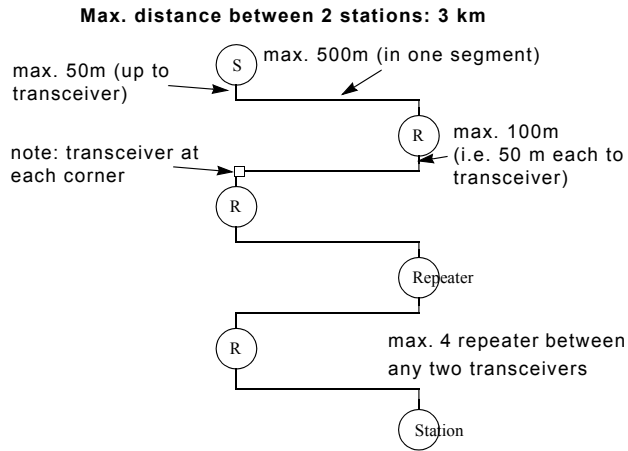 Max. distance between 2 stations: 3 km
S
max. 500m (in one segment)
max. 50m (up to
transceiver)
R
max. 100m
(i.e. 50 m each to
transceiver)
note: transceiver at
each corner
R
Repeater
R
max. 4 repeater between
any two transceivers
Station